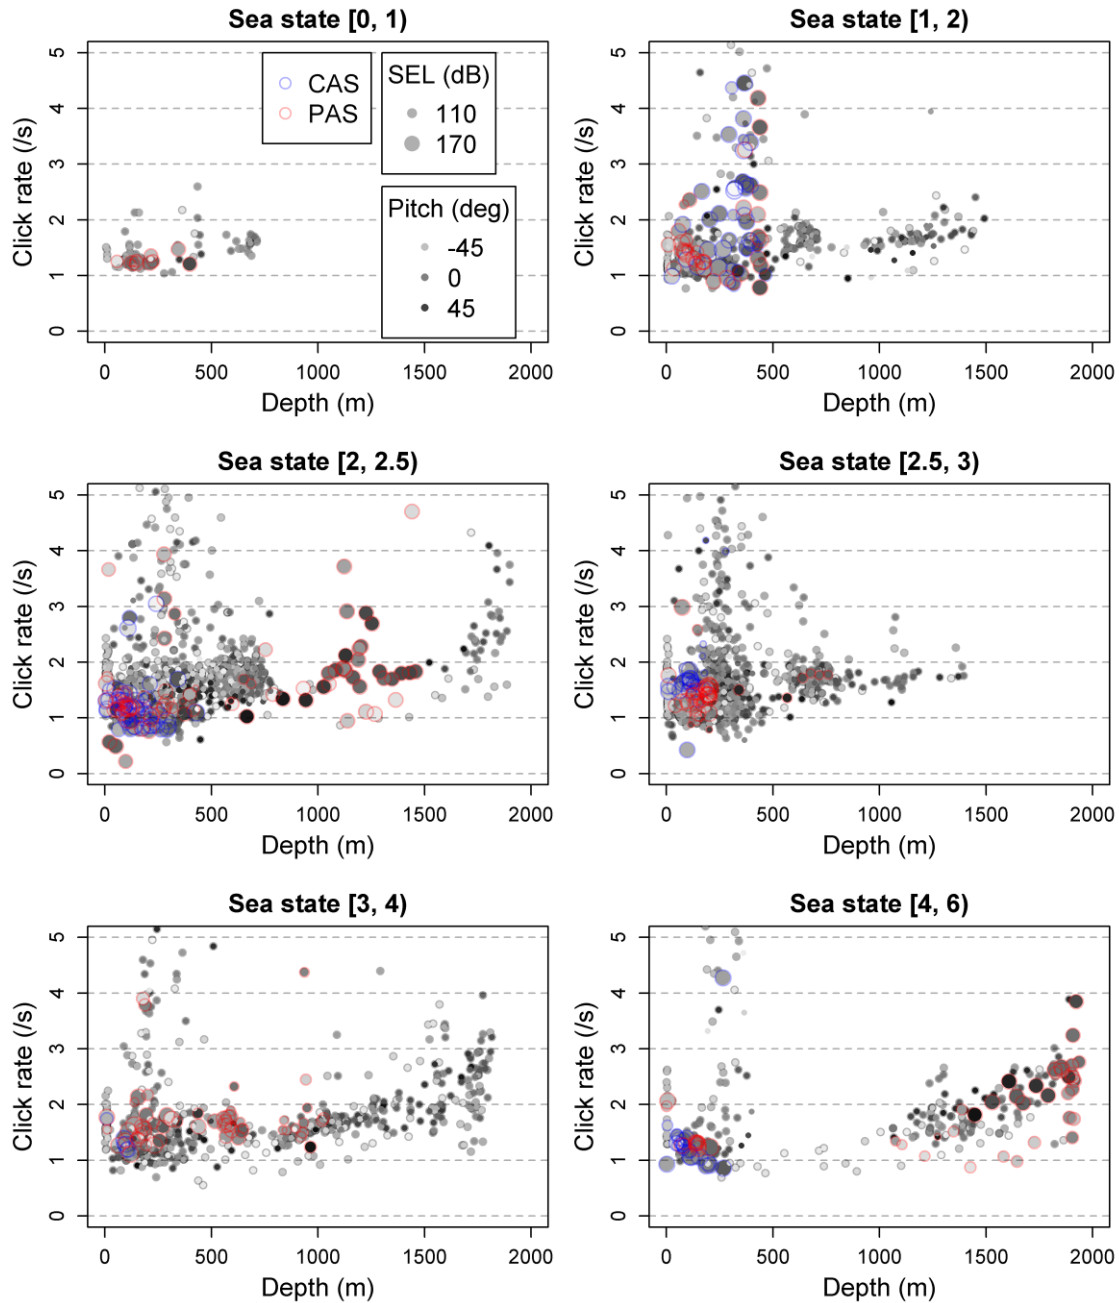 Sea state [0, 1)
Click rate (/s)
5
4
3
2
1
0
CAS
PAS
SEL (dB)
110
170
Pitch (deg)
-45
0
45
0 500 1000 1500 2000
Depth (m)
Sea state [1, 2)
Click rate (/s)
5
4
3
2
1
0
0 500 1000 1500 2000
Depth (m)
Sea state [2, 2.5)
Click rate (/s)
5
4
3
2
1
0
0 500 1000 1500 2000
Depth (m)
Sea state [2.5, 3)
Click rate (/s)
5
4
3
2
1
0
0 500 1000 1500 2000
Depth (m)
Sea state [3, 4)
Click rate (/s)
5
4
3
2
1
0
0 500 1000 1500 2000
Depth (m)
Sea state [4, 6)
Click rate (/s)
5
4
3
2
1
0
0 500 1000 1500 2000
Depth (m)